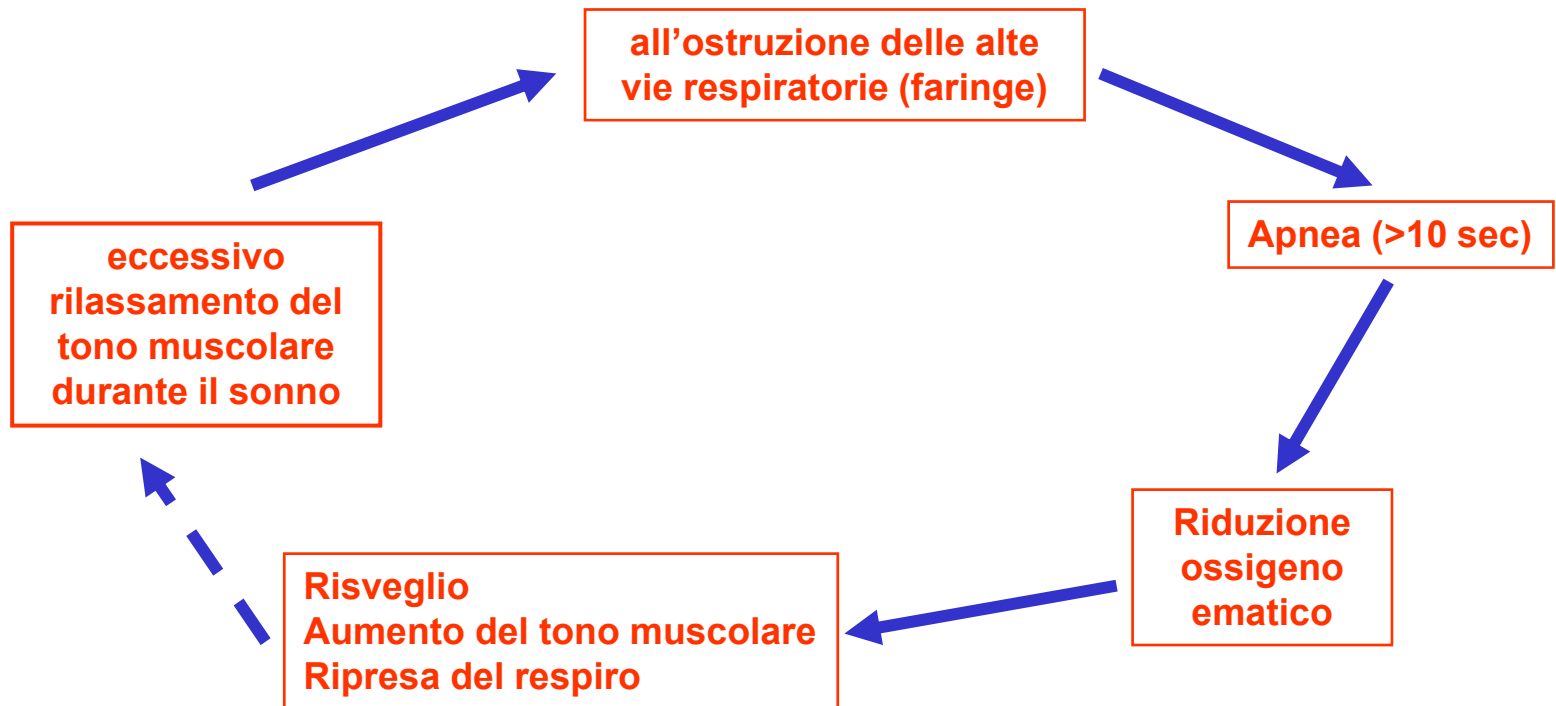 all’ostruzione delle alte
vie respiratorie (faringe)
Apnea (>10 sec)
eccessivo
rilassamento del
tono muscolare
durante il sonno
Riduzione
ossigeno
ematico
Risveglio
Aumento del tono muscolare
Ripresa del respiro